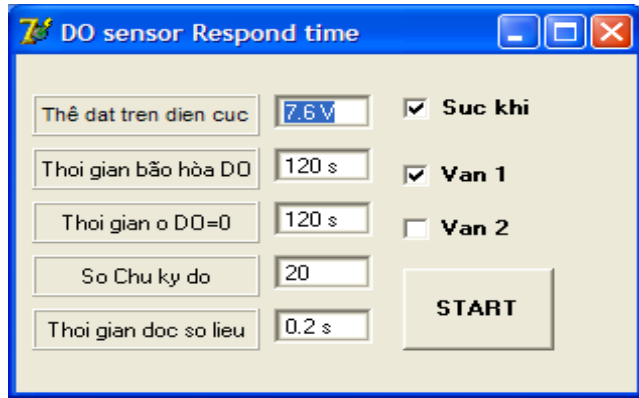 DO sensor Respond time
Thê dat tren dien cuc 7.6 V Suc khi
Thoi gian bão hòa DO 120 s Van 1
Thoi gian o DO=0 120 s Van 2
So Chu ky do 20
START
Thoi gian doc so lieu 0.2 s